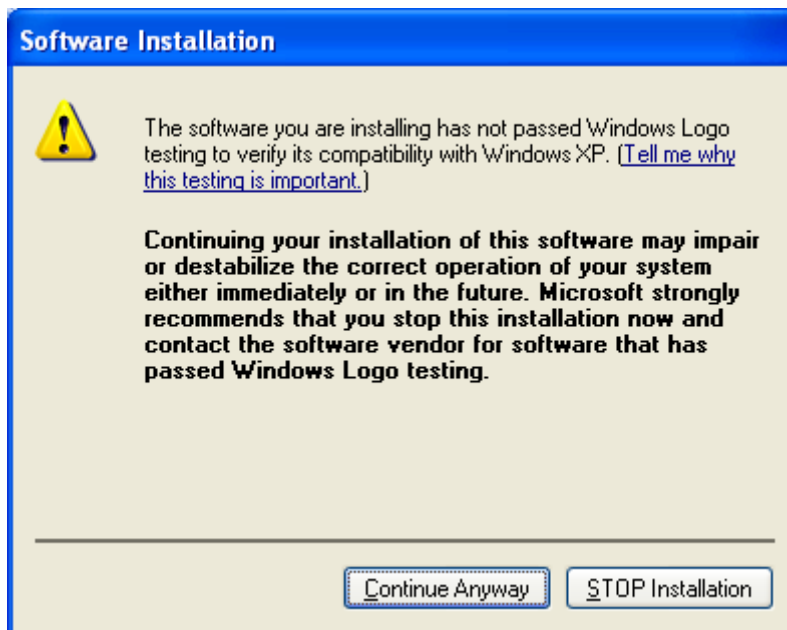 Software Installation
The software you are installing has not passed Windows Logo
testing to verify its compatibility with Windows XP. (Tell me why
this testing is important.)
Continuing your installation of this software may impair
or destabilize the correct operation of your system
either immediately or in the future. Microsoft strongly
recommends that you stop this installation now and
contact the software vendor for software that has
passed Windows Logo testing.
Continue Anyway
STOP Installation